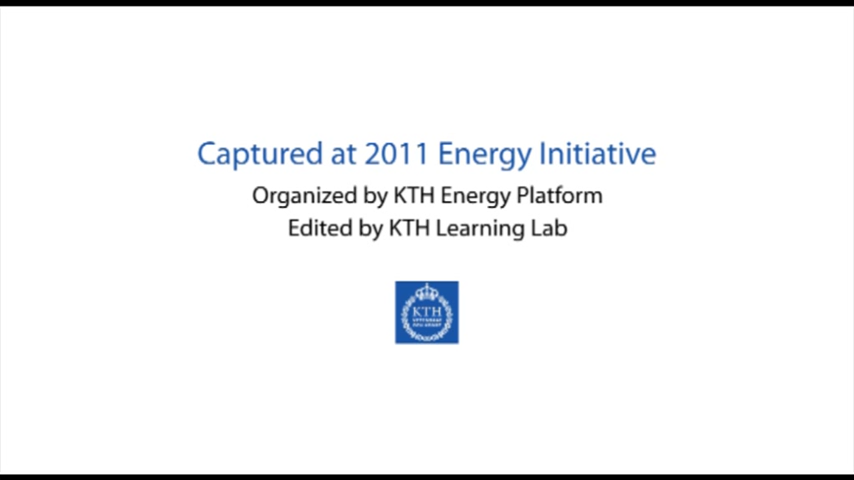 Captured at 2011 Energy Initiative
Organized by KTH Energy Platform
Edited by KTH Learning Lab
KTH